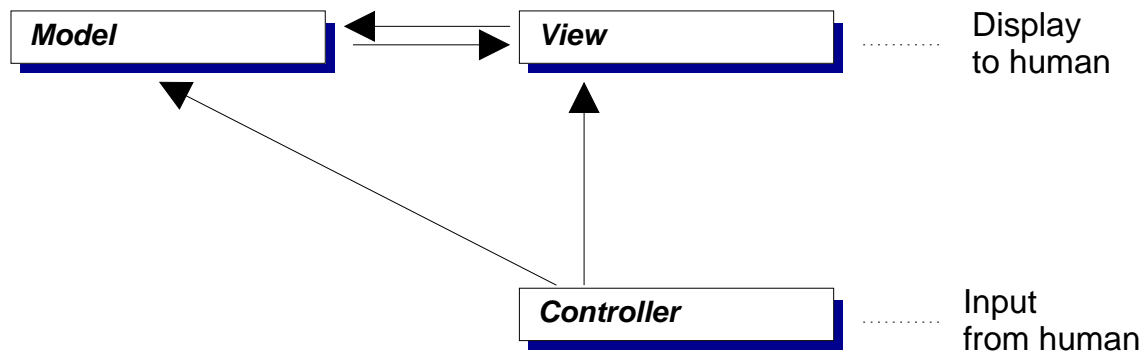 Model
View
Display
to human
Controller
Input
from human